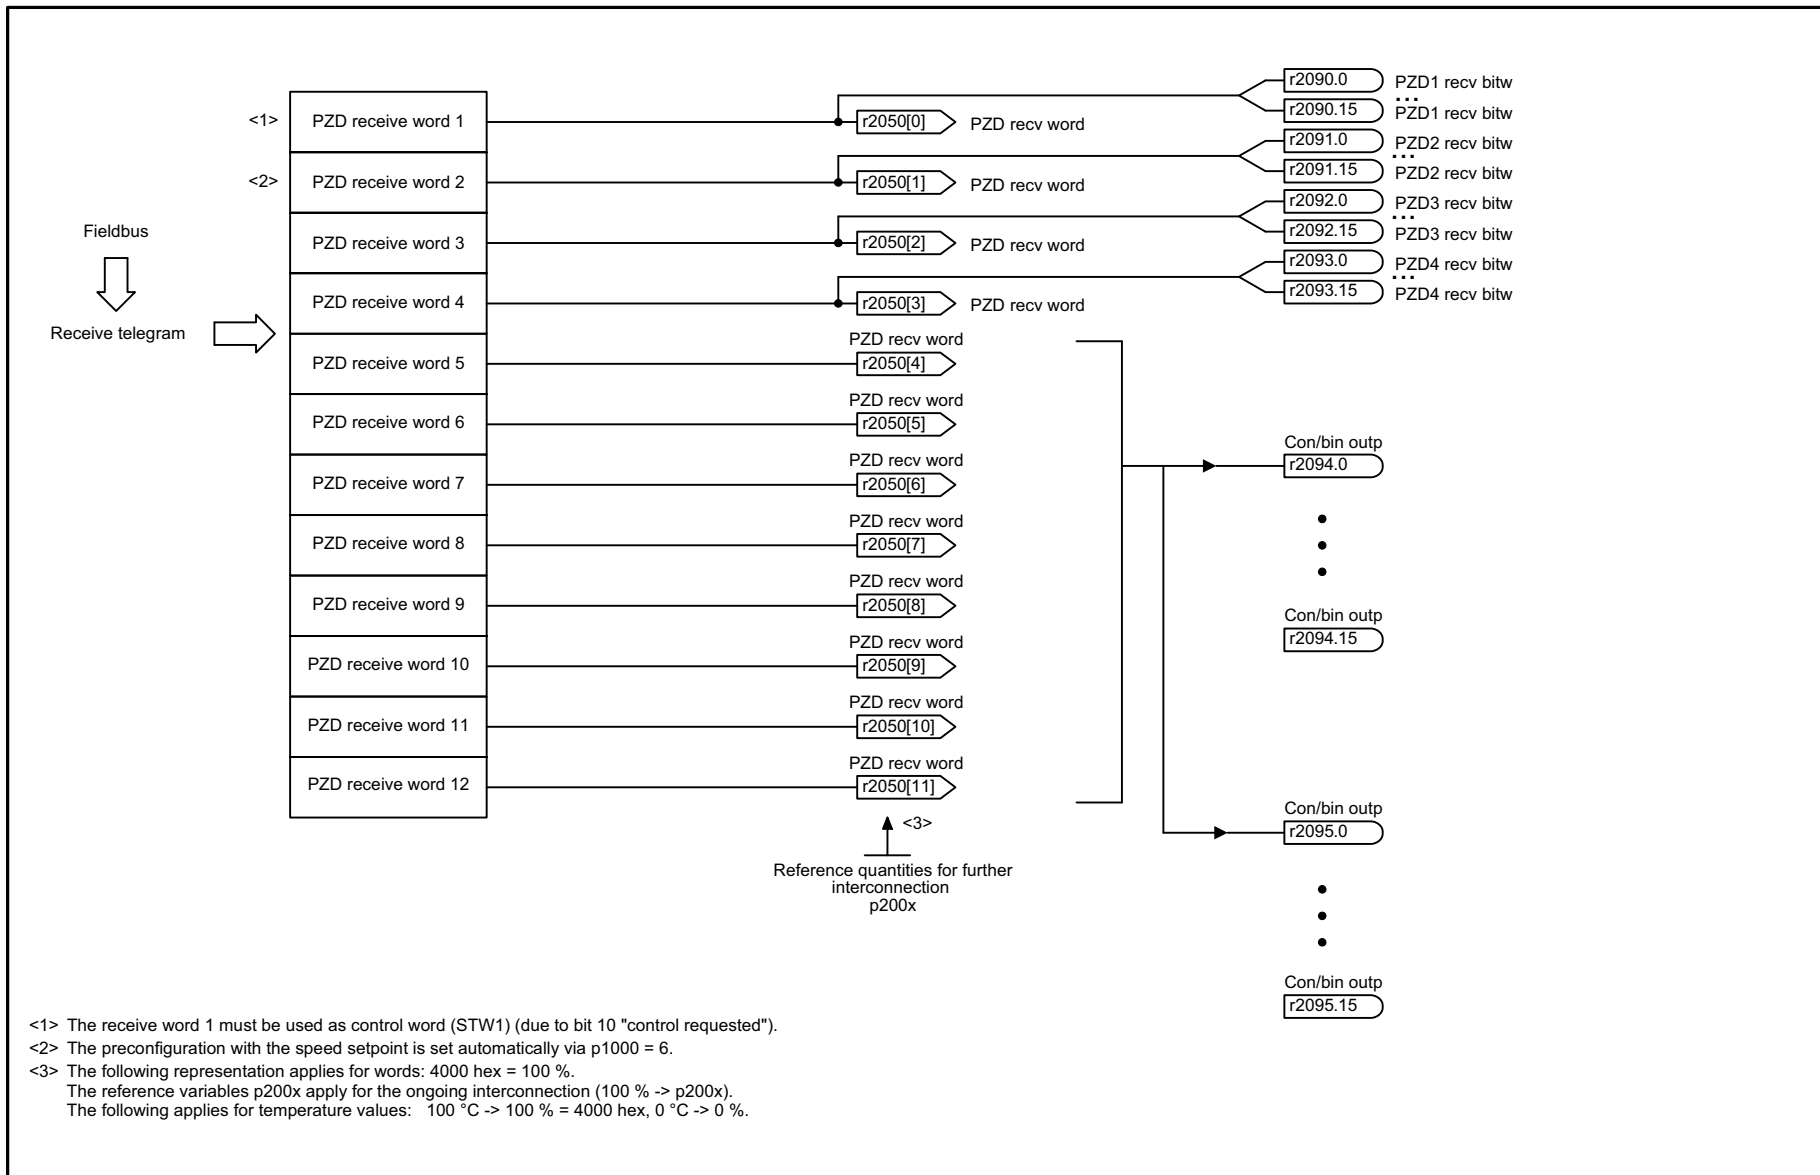 r2090.0 PZD1 recv bitw
...
<1> PZD receive word 1 r2050[0] PZD recv word r2090.15 PZD1 recv bitw
r2091.0 PZD2 recv bitw
...
<2> PZD receive word 2 r2050[1] PZD recv word r2091.15 PZD2 recv bitw
r2092.0 PZD3 recv bitw
...
Fieldbus PZD receive word 3 r2050[2] PZD recv word r2092.15 PZD3 recv bitw
r2093.0 PZD4 recv bitw
...
PZD receive word 4 r2050[3] PZD recv word r2093.15 PZD4 recv bitw
Receive telegram
PZD recv word
PZD receive word 5 r2050[4]
PZD recv word
PZD receive word 6 r2050[5]
Con/bin outp
r2094.0
PZD recv word
PZD receive word 7 r2050[6]
PZD recv word
PZD receive word 8 r2050[7]
PZD recv word
PZD receive word 9 r2050[8]
Con/bin outp
r2094.15
PZD recv word
PZD receive word 10 r2050[9]
PZD recv word
PZD receive word 11 r2050[10]
PZD recv word
PZD receive word 12 r2050[11]
Con/bin outp
<3> r2095.0
Reference quantities for further
interconnection
p200x
Con/bin outp
r2095.15
<1> The receive word 1 must be used as control word (STW1) (due to bit 10 "control requested").
<2> The preconfiguration with the speed setpoint is set automatically via p1000 = 6.
<3> The following representation applies for words: 4000 hex = 100 %.
The reference variables p200x apply for the ongoing interconnection (100 % -> p200x).
The following applies for temperature values: 100 °C -> 100 % = 4000 hex, 0 °C -> 0 %.